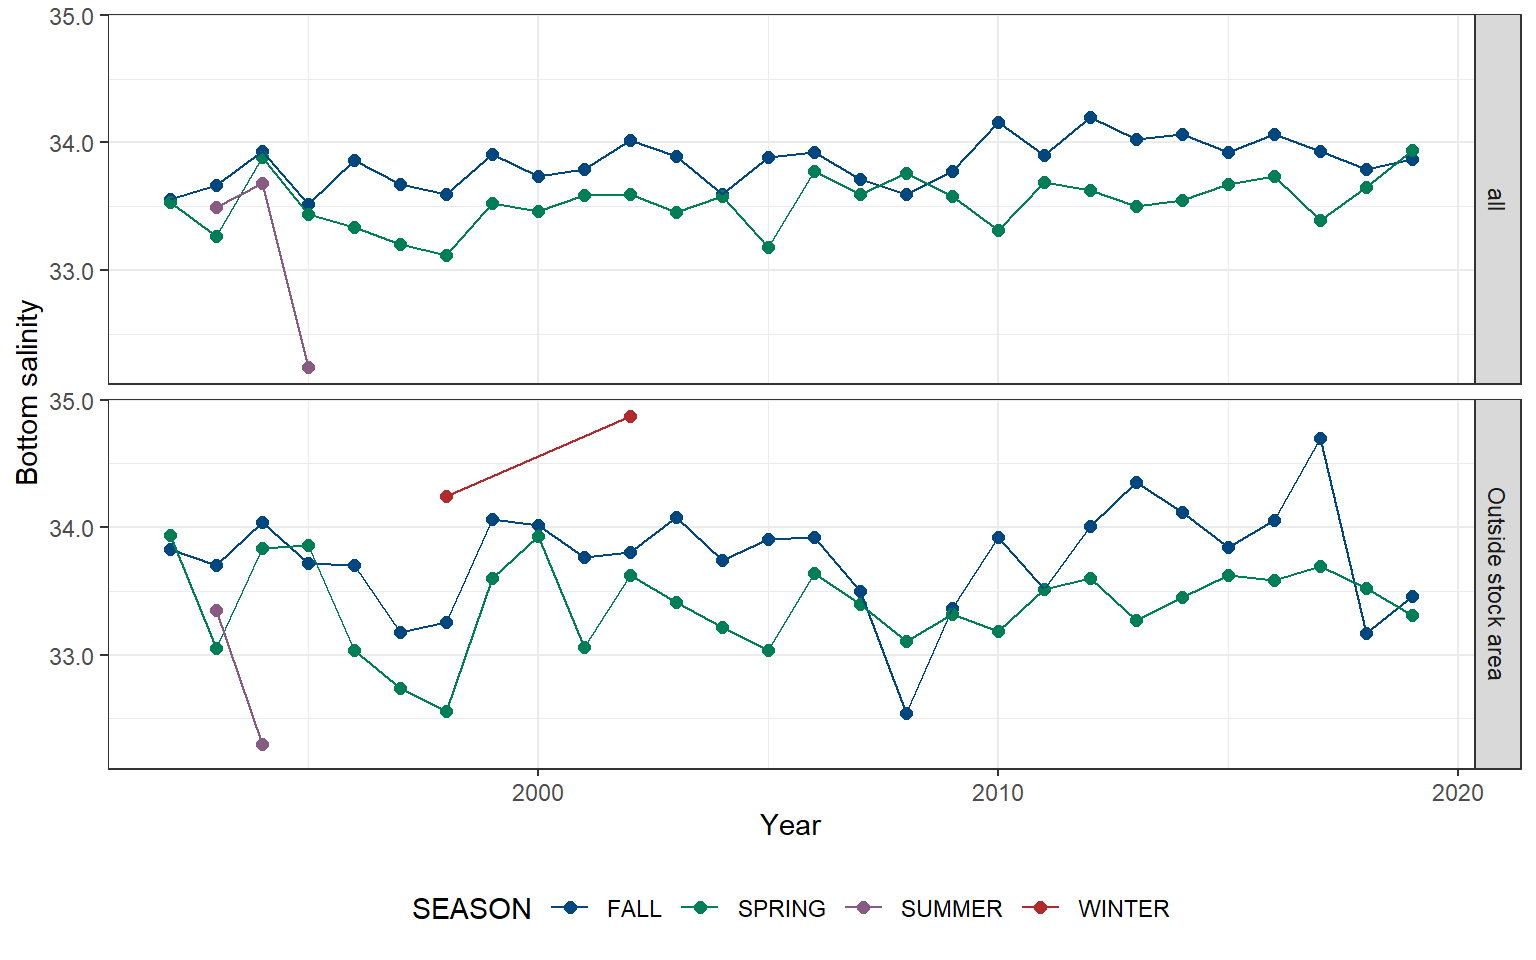 Bottom salinity
35.0
34.0
33.0
all
35.0
34.0
33.0
Outside stock area
2000 2010 2020
Year
SEASON FALL SPRING SUMMER WINTER